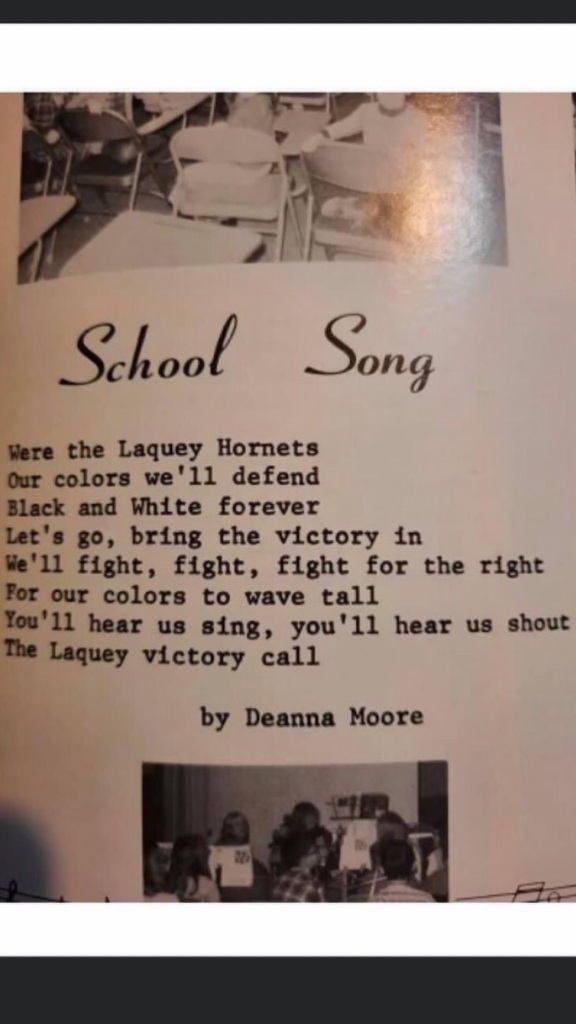 School Song
Were the Laquey Hornets
Our colors we'll defend
Black and White forever
Let's go, bring the victory in
We'll fight, fight, fight for the right
For our colors to wave tall
You'll hear us sing, you'll hear us shout
The Laquey victory call
by Deanna Moore